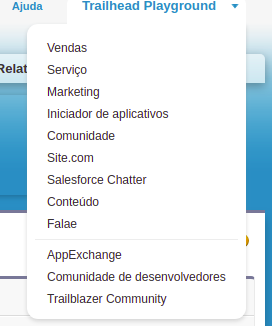 Ajuda Trailhead Playground
Relat
Vendas
Serviço
Marketing
Iniciador de aplicativos
Comunidade
Site.com
Salesforce Chatter
Conteúdo
Falae
AppExchange
Comunidade de desenvolvedores
Trailblazer Community